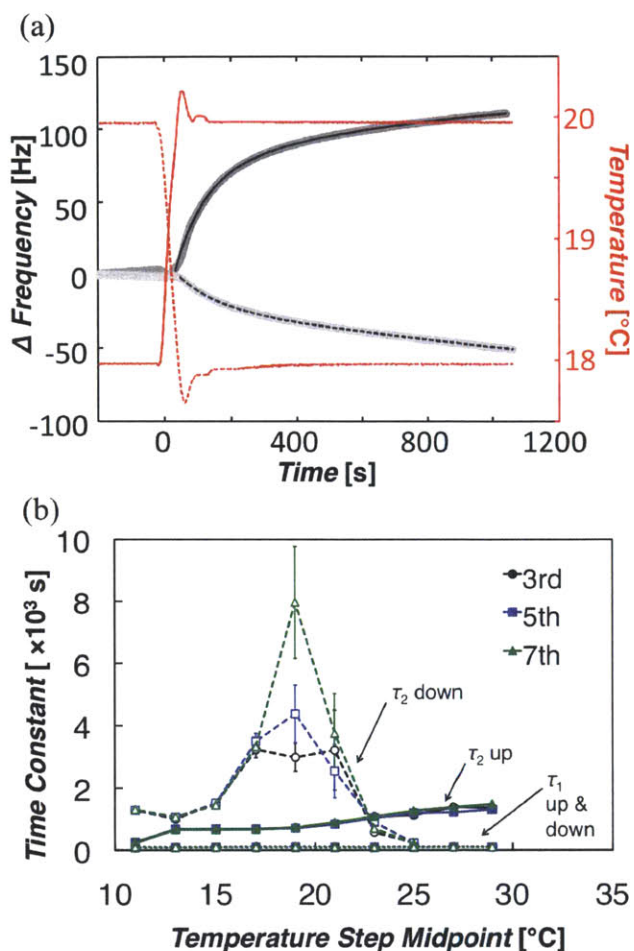 (a)
150
100
50
0
-50
-100
Δ Frequency [Hz]
20
19
18
Temperature [°C]
0 400 800 1200
Time [s]
(b)
10
8
6
4
2
0
Time Constant [ ×10³ s]
3rd
5th
7th
τ₂ down
τ₂ up
τ₁
up &
down
10 15 20 25 30 35
Temperature Step Midpoint [°C]